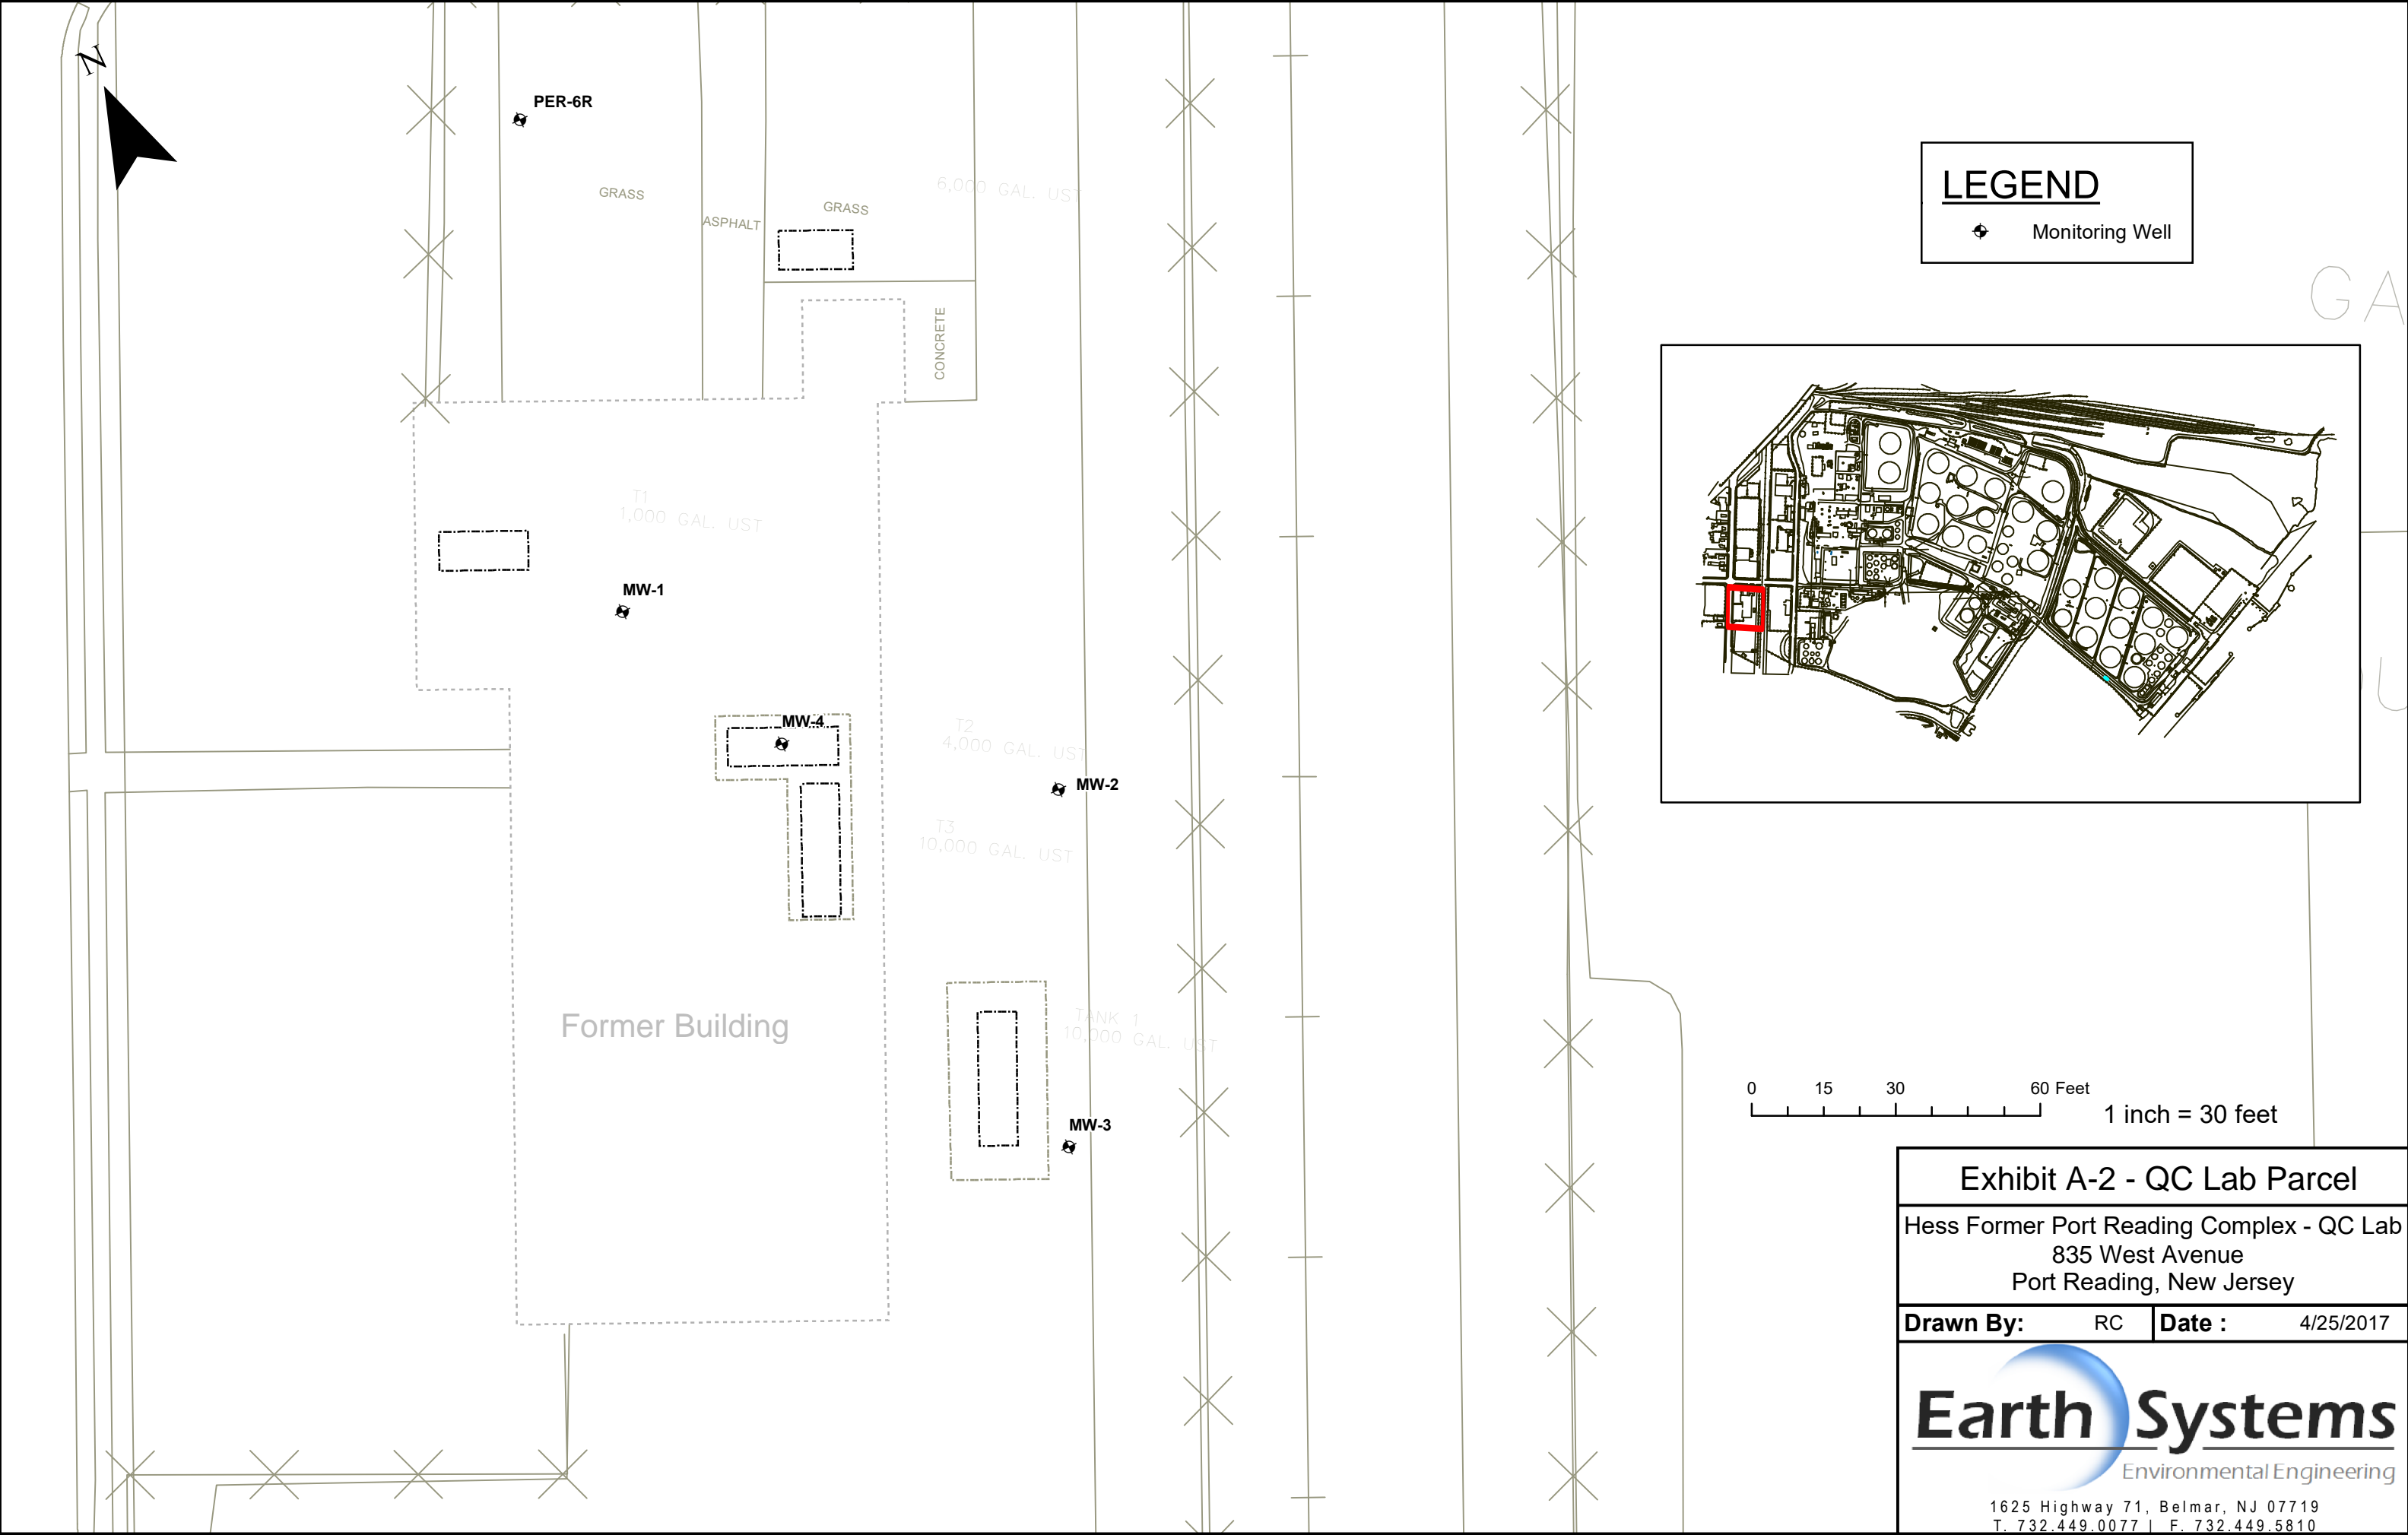 N
PER-6R
GRASS
ASPHALT
GRASS
6,000 GAL. UST
CONCRETE
LEGEND
Monitoring Well
GA
T1
1,000 GAL. UST
MW-1
MW-4
T2
4,000 GAL. UST
MW-2
T3
10,000 GAL. UST
Former Building
TANK 1
10,000 GAL. UST
MW-3
0 15 30 60 Feet
1 inch = 30 feet
Exhibit A-2 - QC Lab Parcel
Hess Former Port Reading Complex - QC Lab
835 West Avenue
Port Reading, New Jersey
Drawn By: RC Date : 4/25/2017
Earth Systems
Environmental Engineering
1625 Highway 71, Belmar, NJ 07719
T. 732.449.0077 | F. 732.449.5810